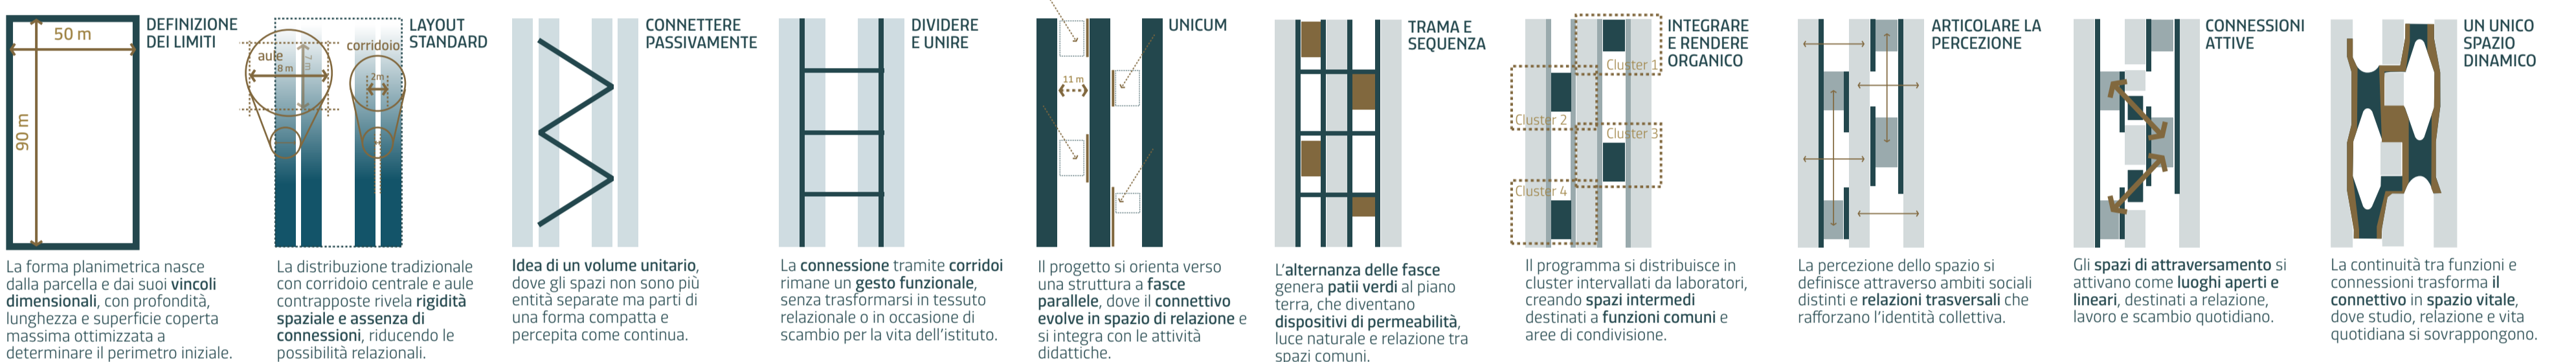 DEFINIZIONE
DEI LIMITI
50 m
90 m
La forma planimetrica nasce
dalla parcella e dai suoi vincoli
dimensionali, con profondità,
lunghezza e superficie coperta
massima ottimizzata a
determinare il perimetro iniziale.
LAYOUT
STANDARD
aule
8 m
7 m
corridoio
2m
La distribuzione tradizionale
con corridoio centrale e aule
contrapposte rivela rigidità
spaziale e assenza di
connessioni, riducendo le
possibilità relazionali.
CONNETTERE
PASSIVAMENTE
Idea di un volume unitario,
dove gli spazi non sono più
entità separate ma parti di
una forma compatta e
percepita come continua.
DIVIDERE
E UNIRE
La connessione tramite corridoi
rimane un gesto funzionale,
senza trasformarsi in tessuto
relazionale o in occasione di
scambio per la vita dell'istituto.
UNICUM
11 m
Il progetto si orienta verso
una struttura a fasce
parallele, dove il connettivo
evolve in spazio di relazione e
si integra con le attività
didattiche.
TRAMA E
SEQUENZA
L'alternanza delle fasce
genera patii verdi al piano
terra, che diventano
dispositivi di permeabilità,
luce naturale e relazione tra
spazi comuni.
INTEGRARE
E RENDERE
ORGANICO
Cluster 1
Cluster 2
Cluster 3
Cluster 4
Il programma si distribuisce in
cluster intervallati da laboratori,
creando spazi intermedi
destinati a funzioni comuni e
aree di condivisione.
ARTICOLARE LA
PERCEZIONE
La percezione dello spazio si
definisce attraverso ambiti sociali
distinti e relazioni trasversali che
rafforzano l'identità collettiva.
CONNESSIONI
ATTIVE
Gli spazi di attraversamento si
attivano come luoghi aperti e
lineari, destinati a relazione,
lavoro e scambio quotidiano.
UN UNICO
SPAZIO
DINAMICO
La continuità tra funzioni e
connessioni trasforma il
connettivo in spazio vitale,
dove studio, relazione e vita
quotidiana si sovrappongono.